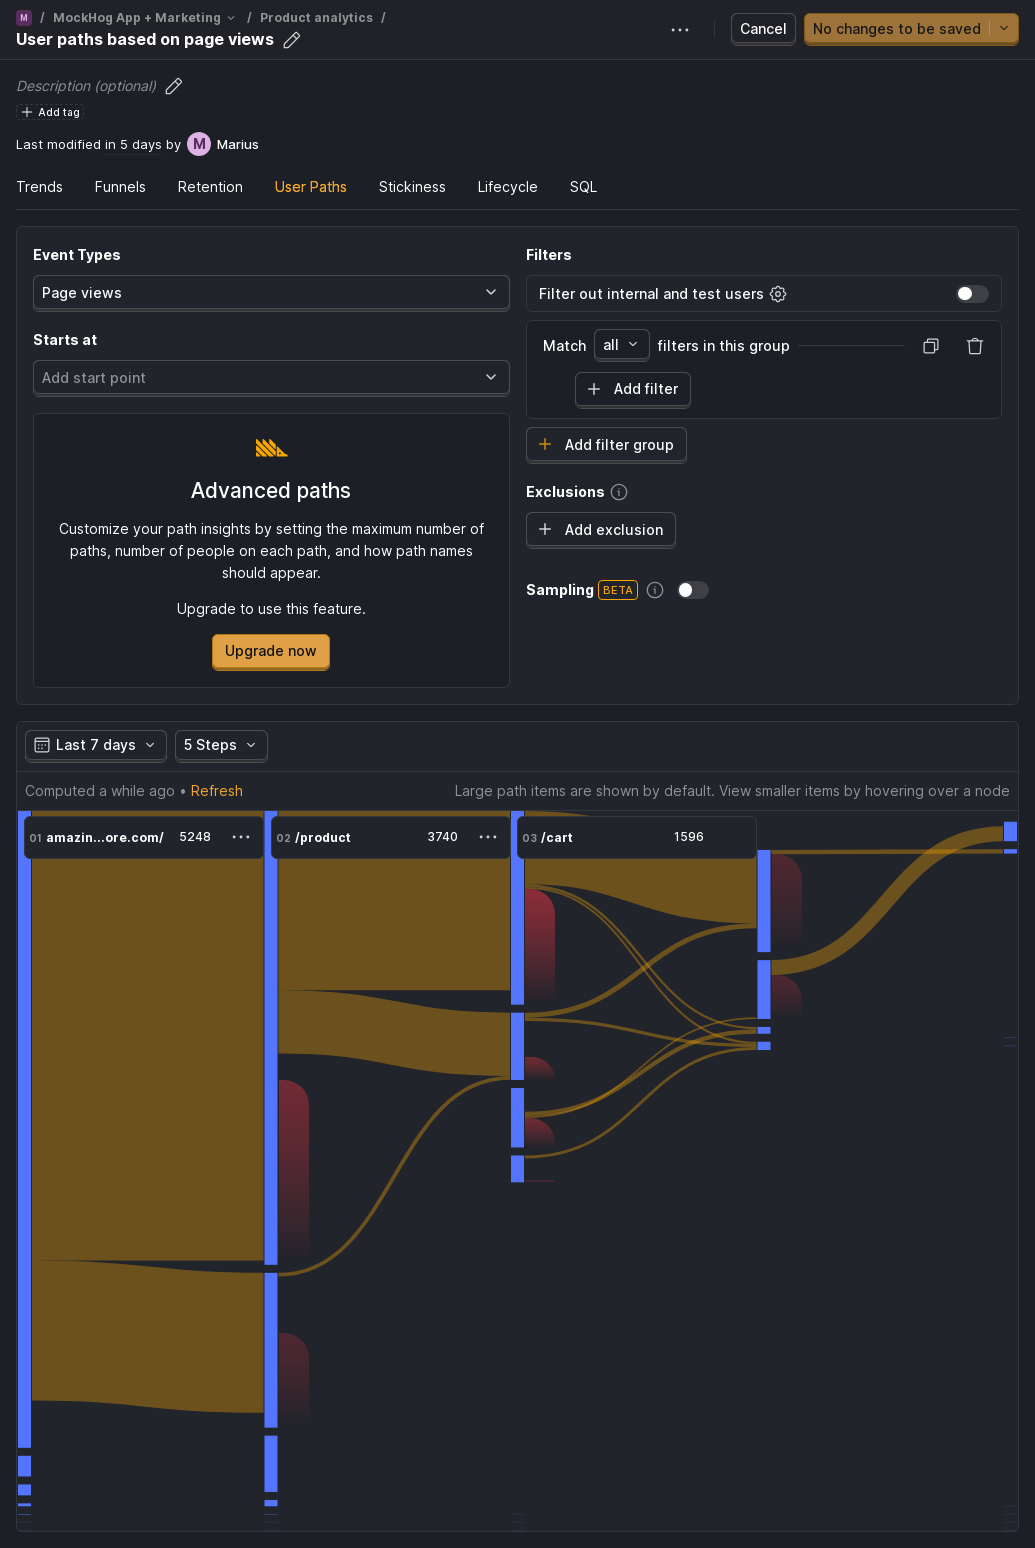 M / MockHog App + Marketing / Product analytics /
User paths based on page views
Cancel
No changes to be saved
Description (optional)
Add tag
Last modified in 5 days by M Marius
Trends Funnels Retention User Paths Stickiness Lifecycle SQL
Event Types
Page views
Starts at
Add start point
Advanced paths
Customize your path insights by setting the maximum number of
paths, number of people on each path, and how path names
should appear.
Upgrade to use this feature.
Upgrade now
Filters
Filter out internal and test users
Match all filters in this group
Add filter
Add filter group
Exclusions
Add exclusion
Sampling BETA
Last 7 days 5 Steps
Computed a while ago • Refresh
Large path items are shown by default. View smaller items by hovering over a node
01 amazin...ore.com/ 5248
02 /product 3740
03 /cart 1596